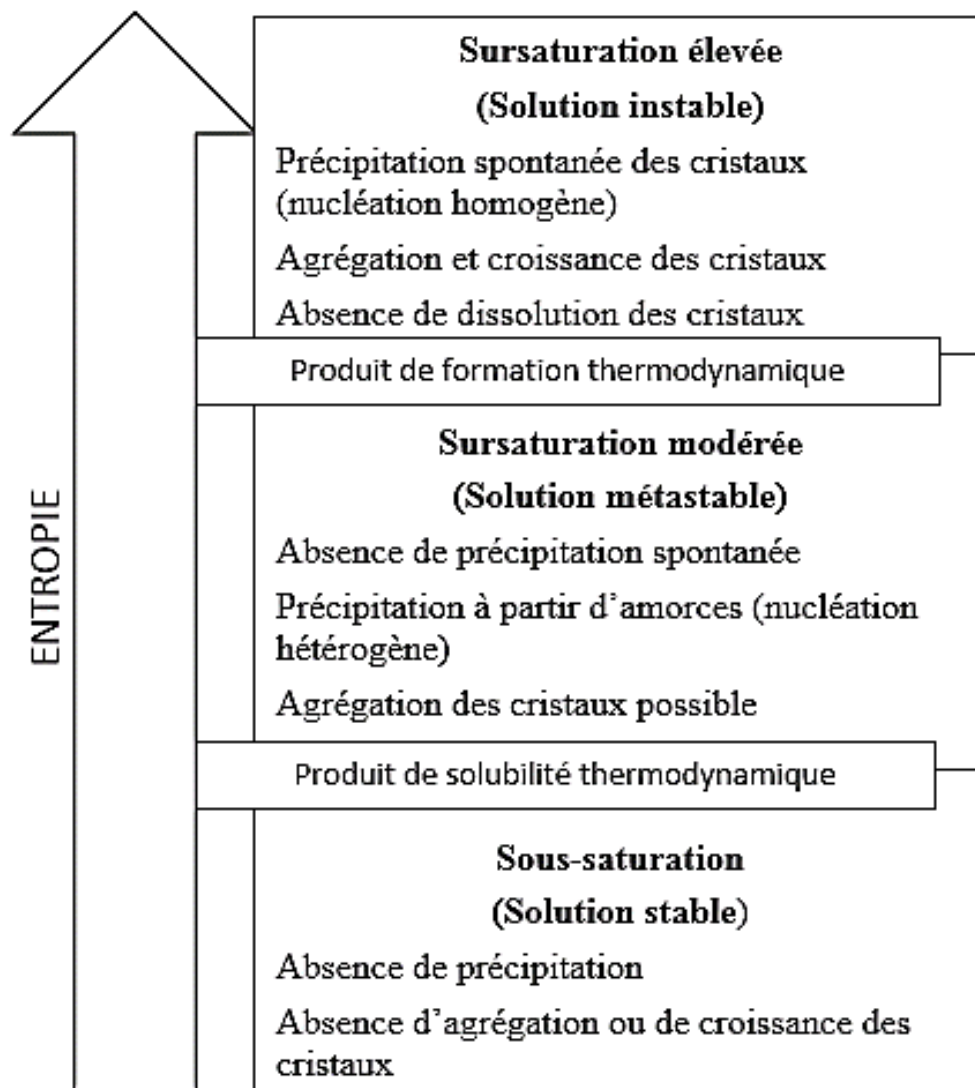 Sursaturation élevée
(Solution instable)
Précipitation spontanée des cristaux
(nucléation homogène)
Agrégation et croissance des cristaux
Absence de dissolution des cristaux
Produit de formation thermodynamique
Sursaturation modérée
(Solution métastable)
Absence de précipitation spontanée
Précipitation à partir d’amorces (nucléation
hétérogène)
Agrégation des cristaux possible
Produit de solubilité thermodynamique
Sous-saturation
(Solution stable)
Absence de précipitation
Absence d’agrégation ou de croissance des
cristaux
ENTROPIE